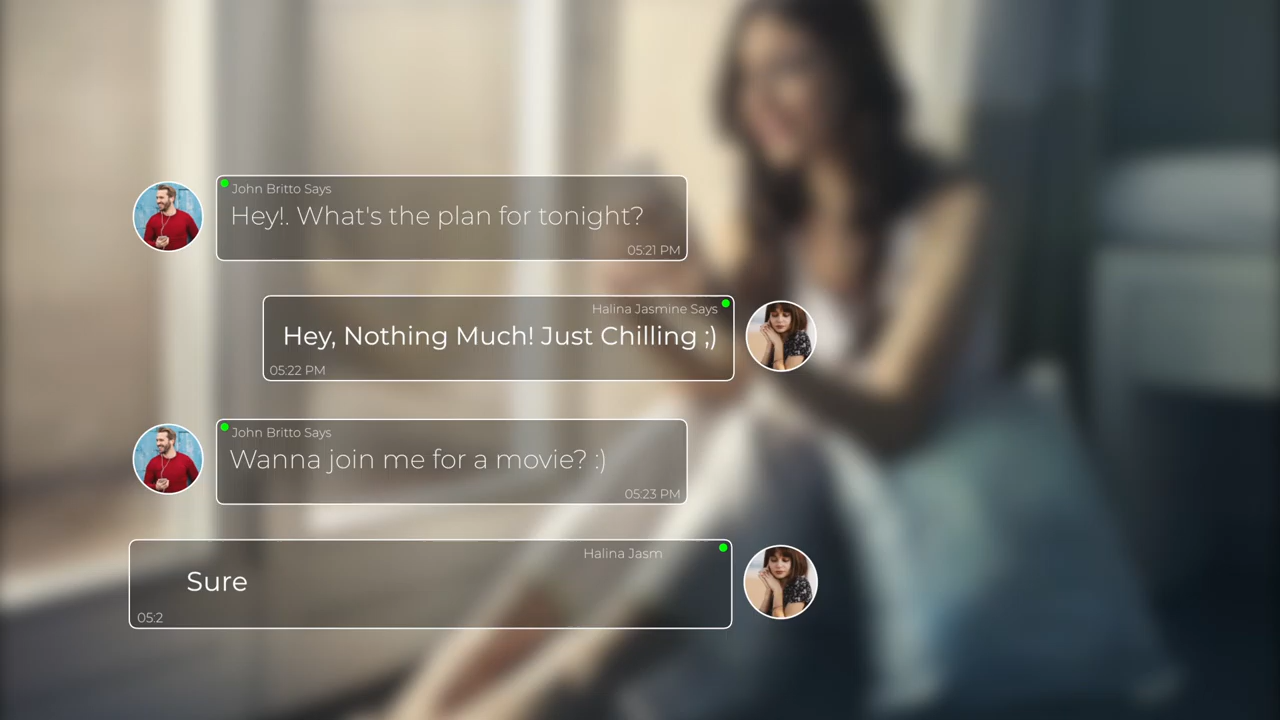 John Britto Says
Hey!. What's the plan for tonight?
05:21 PM
Halina Jasmine Says
Hey, Nothing Much! Just Chilling ;)
05:22 PM
John Britto Says
Wanna join me for a movie? :)
05:23 PM
Halina Jasm
Sure
05:2